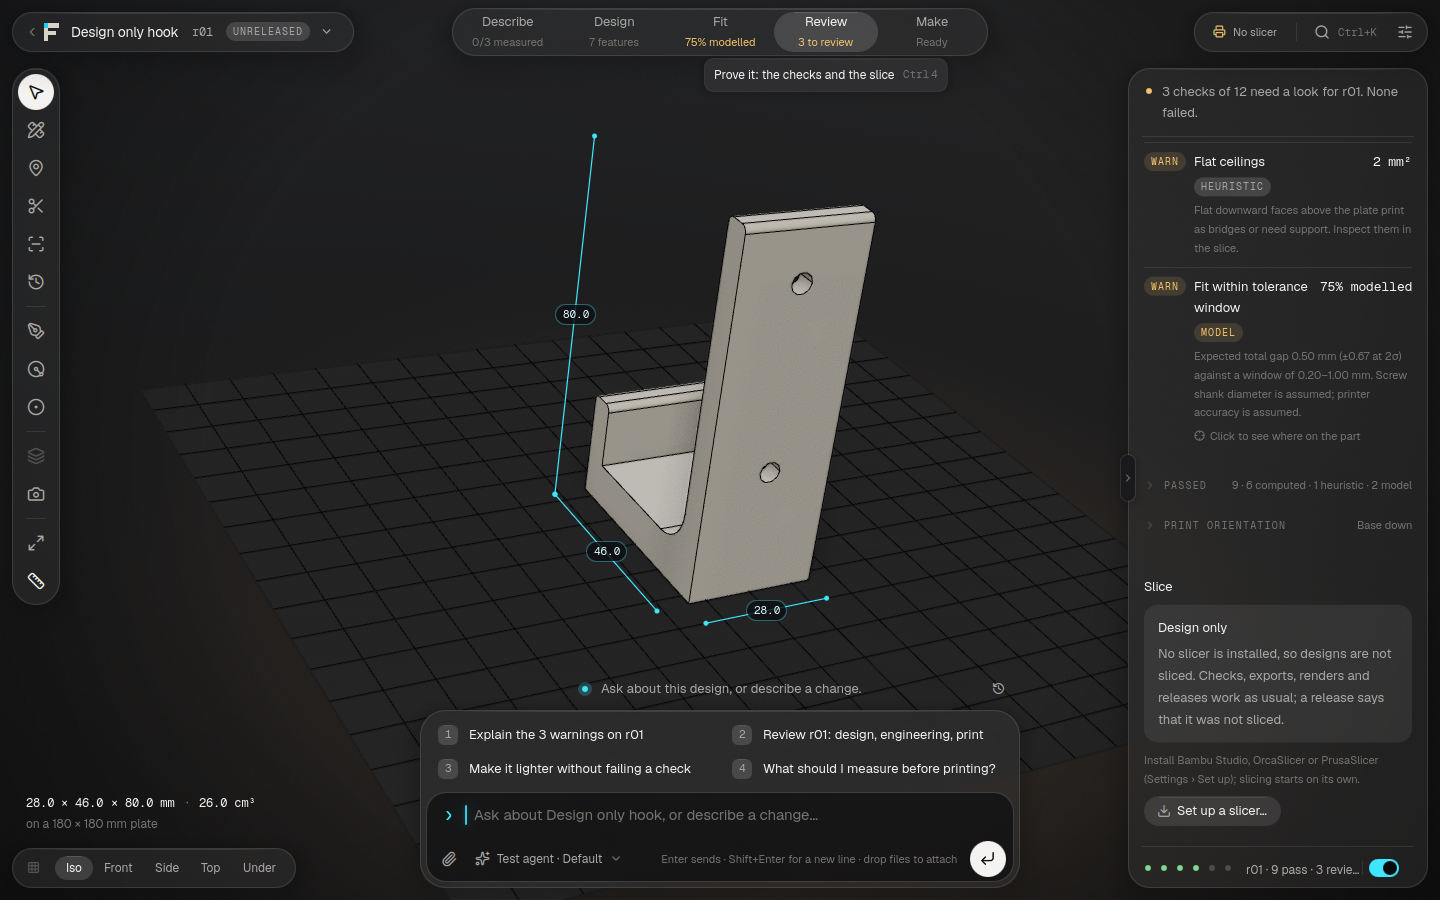 Design only hook r01 UNRELEASED
Describe
0/3 measured
Design
7 features
Fit
75% modelled
Review
3 to review
Make
Ready
No slicer
Ctrl+K
Prove it: the checks and the slice Ctrl 4
3 checks of 12 need a look for r01. None
failed.
WARN Flat ceilings 2 mm²
HEURISTIC
Flat downward faces above the plate print
as bridges or need support. Inspect them in
the slice.
WARN Fit within tolerance 75% modelled
window
MODEL
Expected total gap 0.50 mm (±0.67 at 2σ)
against a window of 0.20–1.00 mm. Screw
shank diameter is assumed; printer
accuracy is assumed.
Click to see where on the part
PASSED 9 · 6 computed · 1 heuristic · 2 model
PRINT ORIENTATION Base down
Slice
Design only
No slicer is installed, so designs are not
sliced. Checks, exports, renders and
releases work as usual; a release says
that it was not sliced.
Install Bambu Studio, OrcaSlicer or PrusaSlicer
(Settings › Set up); slicing starts on its own.
Set up a slicer...
r01 · 9 pass · 3 revie...
80.0
46.0
28.0
Ask about this design, or describe a change.
1 Explain the 3 warnings on r01
2 Review r01: design, engineering, print
3 Make it lighter without failing a check
4 What should I measure before printing?
Ask about Design only hook, or describe a change...
Test agent · Default
Enter sends · Shift+Enter for a new line · drop files to attach
28.0 × 46.0 × 80.0 mm · 26.0 cm³
on a 180 × 180 mm plate
Iso Front Side Top Under